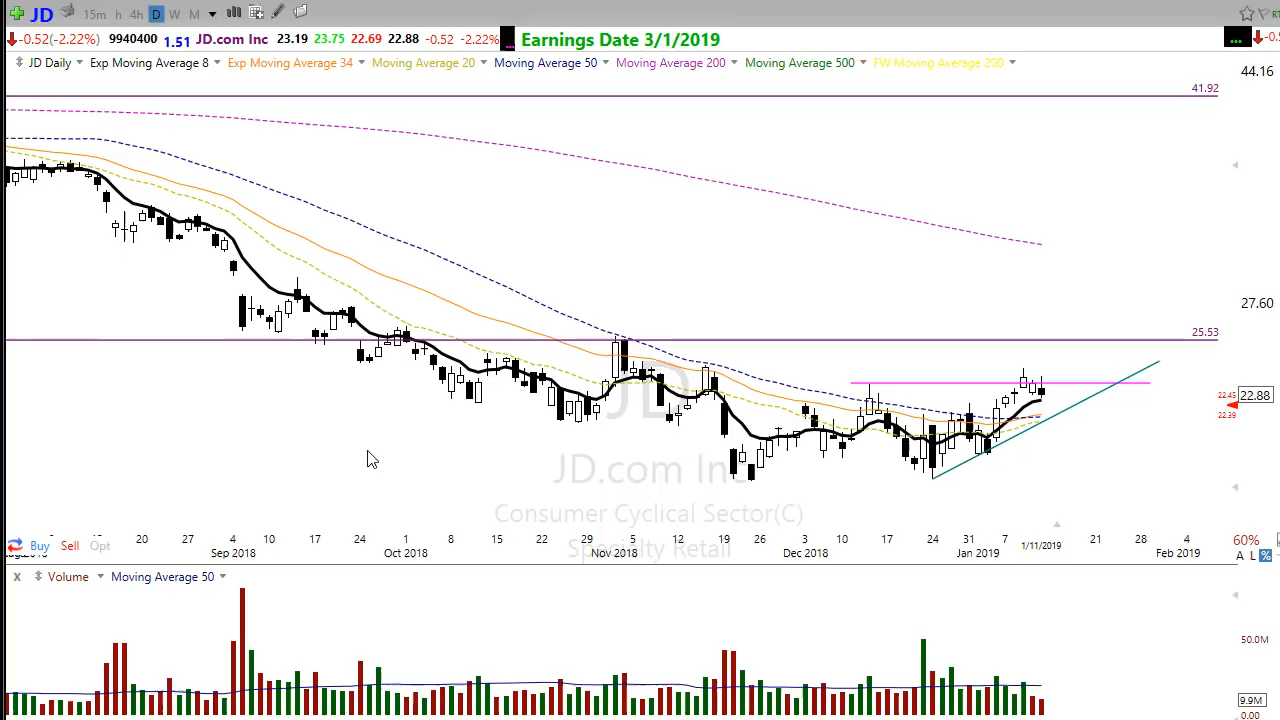 JD 15m h 4h D W M
-0.52(-2.22%) 9940400 1.51 JD.com Inc 23.19 23.75 22.69 22.88 -0.52 -2.22% ... Earnings Date 3/1/2019 ...
JD Daily Exp Moving Average 8 Exp Moving Average 34 Moving Average 20 Moving Average 50 Moving Average 200 Moving Average 500 FW Moving Average 200
44.16
41.92
27.60
25.53
22.45 22.88
22.39
JD
JD.com Inc
Consumer Cyclical Sector(C)
Specialty Retail
20 27 4 10 17 24 8 15 22 29 5 12 19 26 3 10 17 24 31 7 1/11/2019 21 28 4
Sep 2018 Oct 2018 Nov 2018 Dec 2018 Jan 2019 Feb 2019
Buy Sell Opt
60%
A L %
x Volume Moving Average 50
50.0M
9.9M
0.00